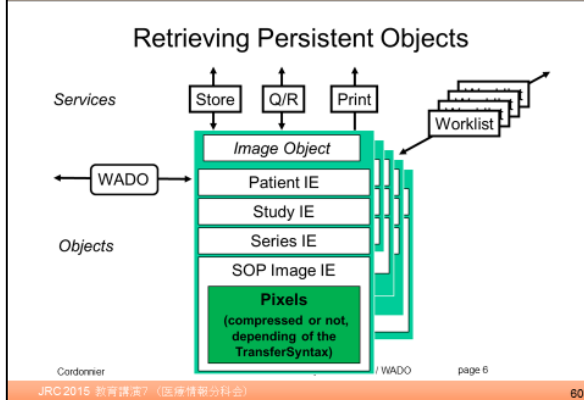 Retrieving Persistent Objects
Services
Store
Q/R
Print
Worklist
Image Object
WADO
Patient IE
Study IE
Series IE
Objects
SOP Image IE
Pixels
(compressed or not,
depending of the
TransferSyntax)
Cordonnier / WADO page 6
JRC 2015 教育講演7 (医療情報分科会) 60